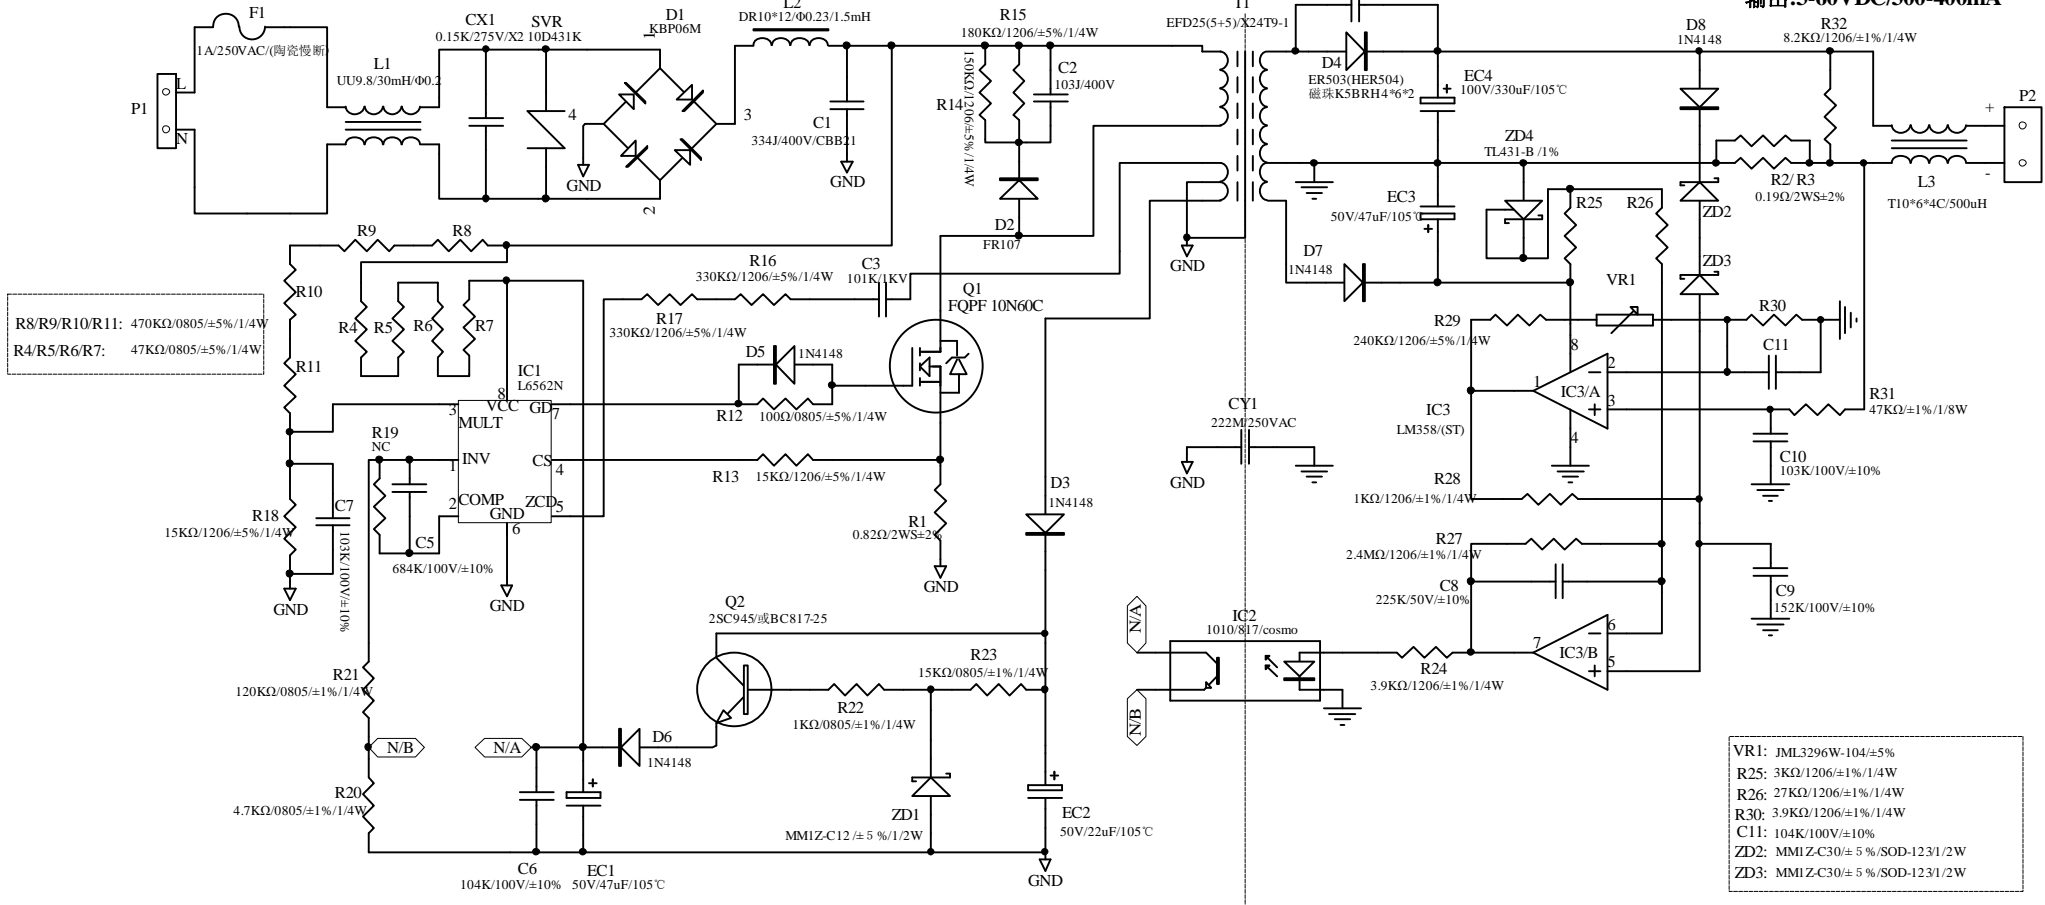 F1
1A/250VAC/(陶瓷慢断)
P1
L
N
L1
UU9.8/30mH/Φ0.2
CX1
0.15K/275V/X2
SVR
10D431K
4
D1
KBP06M
1
2
3
GND
L2
DR10*12/Φ0.23/1.5mH
C1
334J/400V/CBB21
GND
R15
180KΩ/1206/±5%/1/4W
R14
150KΩ/1206/±5%/1/4W
C2
103J/400V
D2
FR107
T1
EFD25(5+5)/X24T9-1
GND
D4
ER503(HER504)
磁珠K5BRH4*6*2
EC4
100V/330uF/105℃
EC3
50V/47uF/105℃
D7
1N4148
ZD4
TL431-B /1%
输出:3-60VDC/300-400mA
D8
1N4148
R32
8.2KΩ/1206/±1%/1/4W
P2
+
-
R2/ R3
0.19Ω/2WS±2%
L3
T10*6*4C/500uH
ZD2
ZD3
R25
R26
VR1
R29
240KΩ/1206/±5%/1/4W
R30
C11
8
1
2
3
4
IC3/A
IC3
LM358/(ST)
R31
47KΩ/±1%/1/8W
C10
103K/100V/±10%
R28
1KΩ/1206/±1%/1/4W
R27
2.4MΩ/1206/±1%/1/4W
C8
225K/50V/±10%
C9
152K/100V/±10%
7
6
5
IC3/B
R24
3.9KΩ/1206/±1%/1/4W
IC2
1010/817/cosmo
N/A
N/B
CY1
222M/250VAC
GND
R9
R8
R10
R11
R4
R5
R6
R7
R8/R9/R10/R11: 470KΩ/0805/±5%/1/4W
R4/R5/R6/R7: 47KΩ/0805/±5%/1/4W
R16
330KΩ/1206/±5%/1/4W
C3
101K/1KV
R17
330KΩ/1206/±5%/1/4W
Q1
FQPF 10N60C
D5
1N4148
R12
100Ω/0805/±5%/1/4W
IC1
L6562N
8
VCC
GD
7
3
MULT
INV
1
CS
4
COMP
2
GND
6
ZCD
5
R19
NC
C5
684K/100V/±10%
GND
R18
15KΩ/1206/±5%/1/4W
C7
103K/100V/±10%
GND
R13
15KΩ/1206/±5%/1/4W
R1
0.82Ω/2WS±2%
GND
D3
1N4148
Q2
2SC945/或BC817-25
R23
15KΩ/0805/±1%/1/4W
R22
1KΩ/0805/±1%/1/4W
R21
120KΩ/0805/±1%/1/4W
N/B
N/A
D6
1N4148
R20
4.7KΩ/0805/±1%/1/4W
C6
104K/100V/±10%
EC1
50V/47uF/105℃
ZD1
MM1Z-C12 /± 5 %/1/2W
EC2
50V/22uF/105℃
GND
VR1: JML3296W-104/±5%
R25: 3KΩ/1206/±1%/1/4W
R26: 27KΩ/1206/±1%/1/4W
R30: 3.9KΩ/1206/±1%/1/4W
C11: 104K/100V/±10%
ZD2: MM1Z-C30/± 5 %/SOD-123/1/2W
ZD3: MM1Z-C30/± 5 %/SOD-123/1/2W